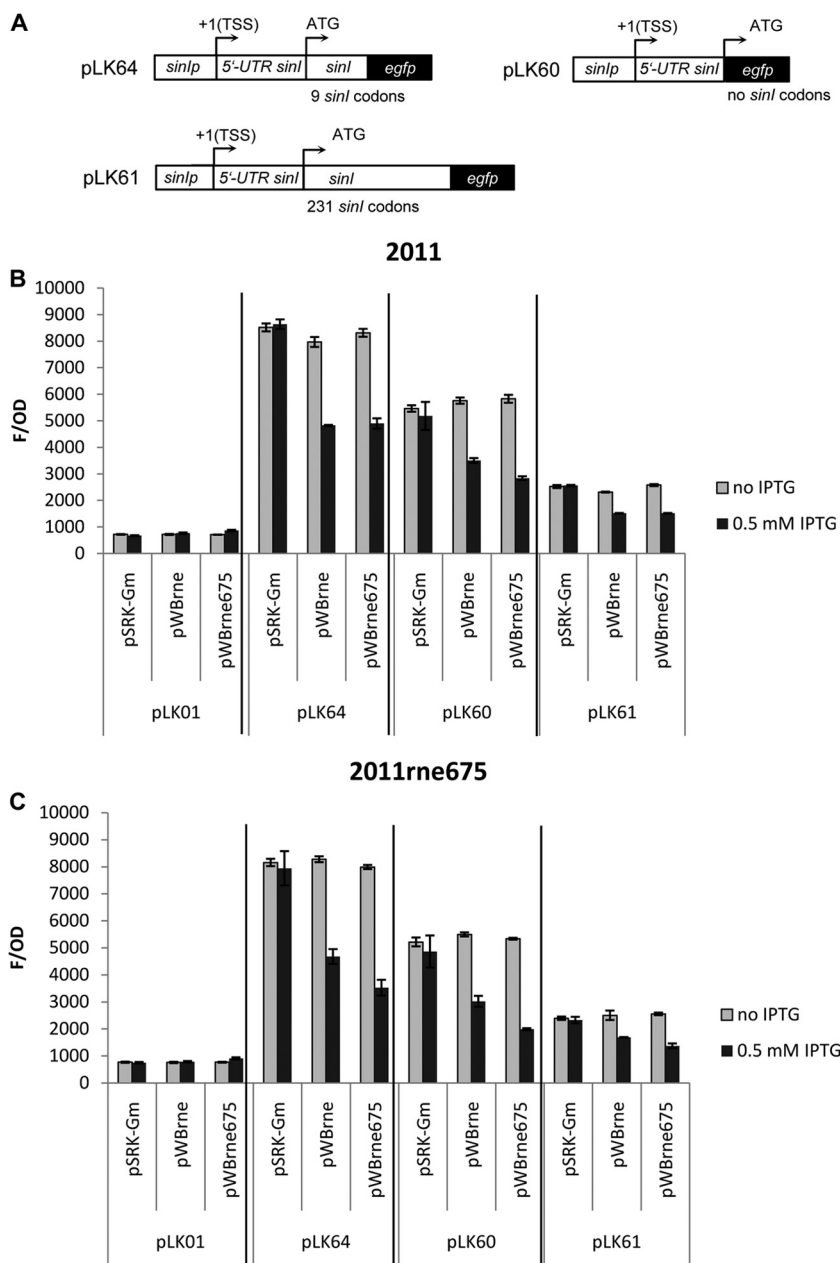 A
+1(TSS) ATG
pLK64 sinIp 5'-UTR sinI sinI egfp
9 sinI codons
+1(TSS) ATG
pLK60 sinIp 5'-UTR sinI egfp
no sinI codons
+1(TSS) ATG
pLK61 sinIp 5'-UTR sinI sinI egfp
231 sinI codons
2011
B
10000
9000
8000
7000
6000
5000
4000
3000
2000
1000
0
F/OD
no IPTG
0.5 mM IPTG
pSRK-Gm pWBrne pWBrne675 pSRK-Gm pWBrne pWBrne675 pSRK-Gm pWBrne pWBrne675 pSRK-Gm pWBrne pWBrne675
pLK01 pLK64 pLK60 pLK61
2011rne675
C
10000
9000
8000
7000
6000
5000
4000
3000
2000
1000
0
F/OD
no IPTG
0.5 mM IPTG
pSRK-Gm pWBrne pWBrne675 pSRK-Gm pWBrne pWBrne675 pSRK-Gm pWBrne pWBrne675 pSRK-Gm pWBrne pWBrne675
pLK01 pLK64 pLK60 pLK61